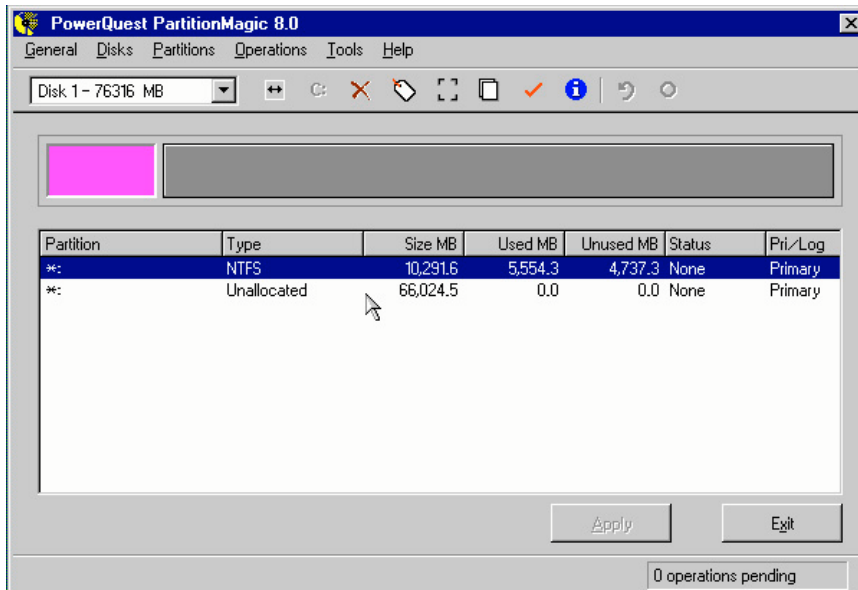 PowerQuest PartitionMagic 8.0
General Disks Partitions Operations Tools Help
Disk 1 - 76316 MB C:
Partition Type Size MB Used MB Unused MB Status Pri/Log
*: NTFS 10,291.6 5,554.3 4,737.3 None Primary
*: Unallocated 66,024.5 0.0 0.0 None Primary
Apply Exit
0 operations pending